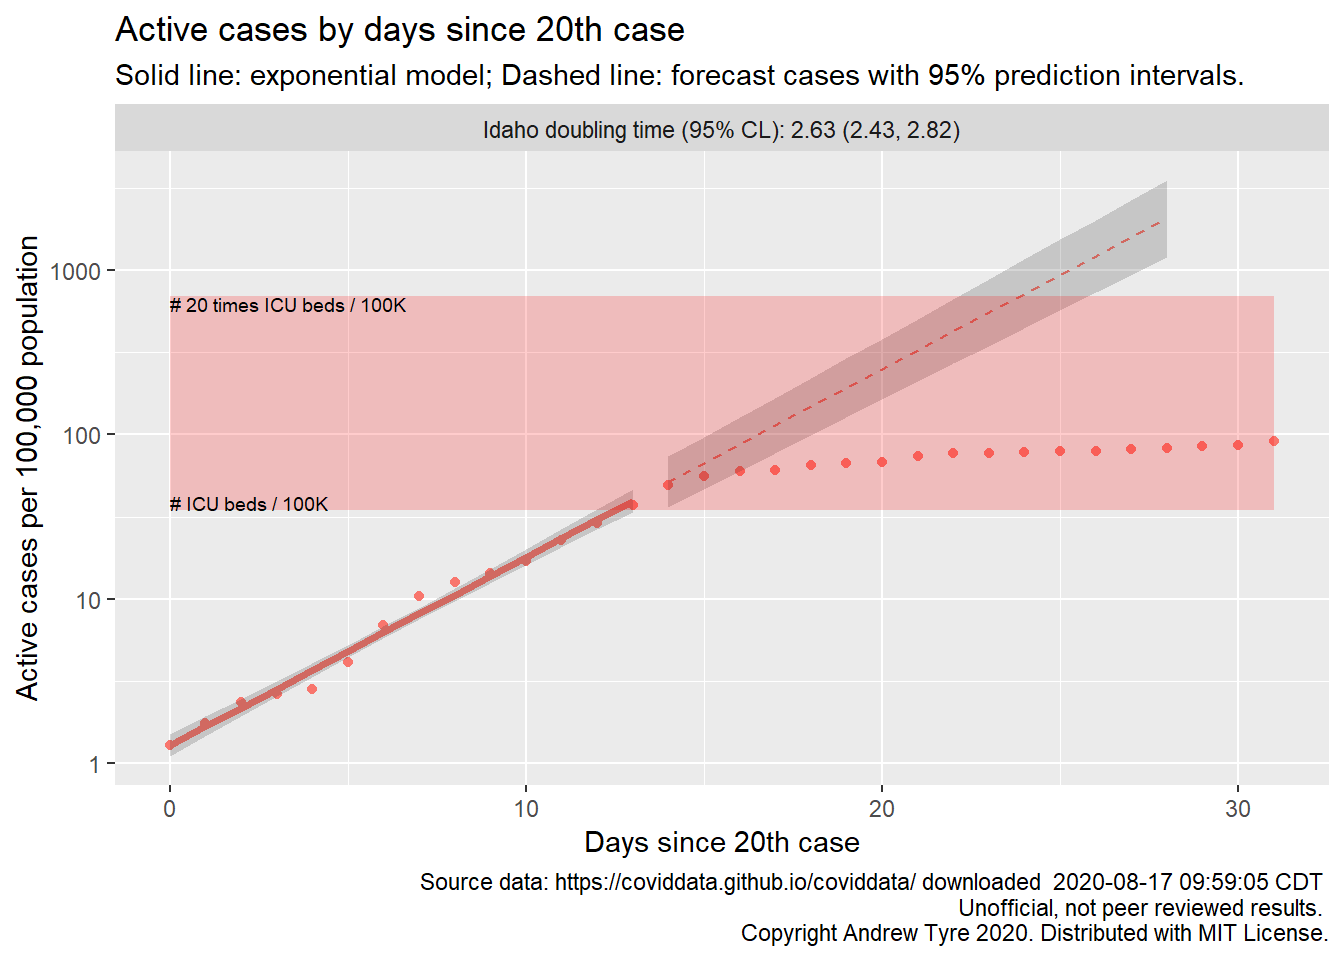 Active cases by days since 20th case
Solid line: exponential model; Dashed line: forecast cases with 95% prediction intervals.
Idaho doubling time (95% CL): 2.63 (2.43, 2.82)
Active cases per 100,000 population
1000
100
10
1
# 20 times ICU beds / 100K
# ICU beds / 100K
0
10
20
30
Days since 20th case
Source data: https://coviddata.github.io/coviddata/ downloaded  2020-08-17 09:59:05 CDT
Unofficial, not peer reviewed results.
Copyright Andrew Tyre 2020. Distributed with MIT License.